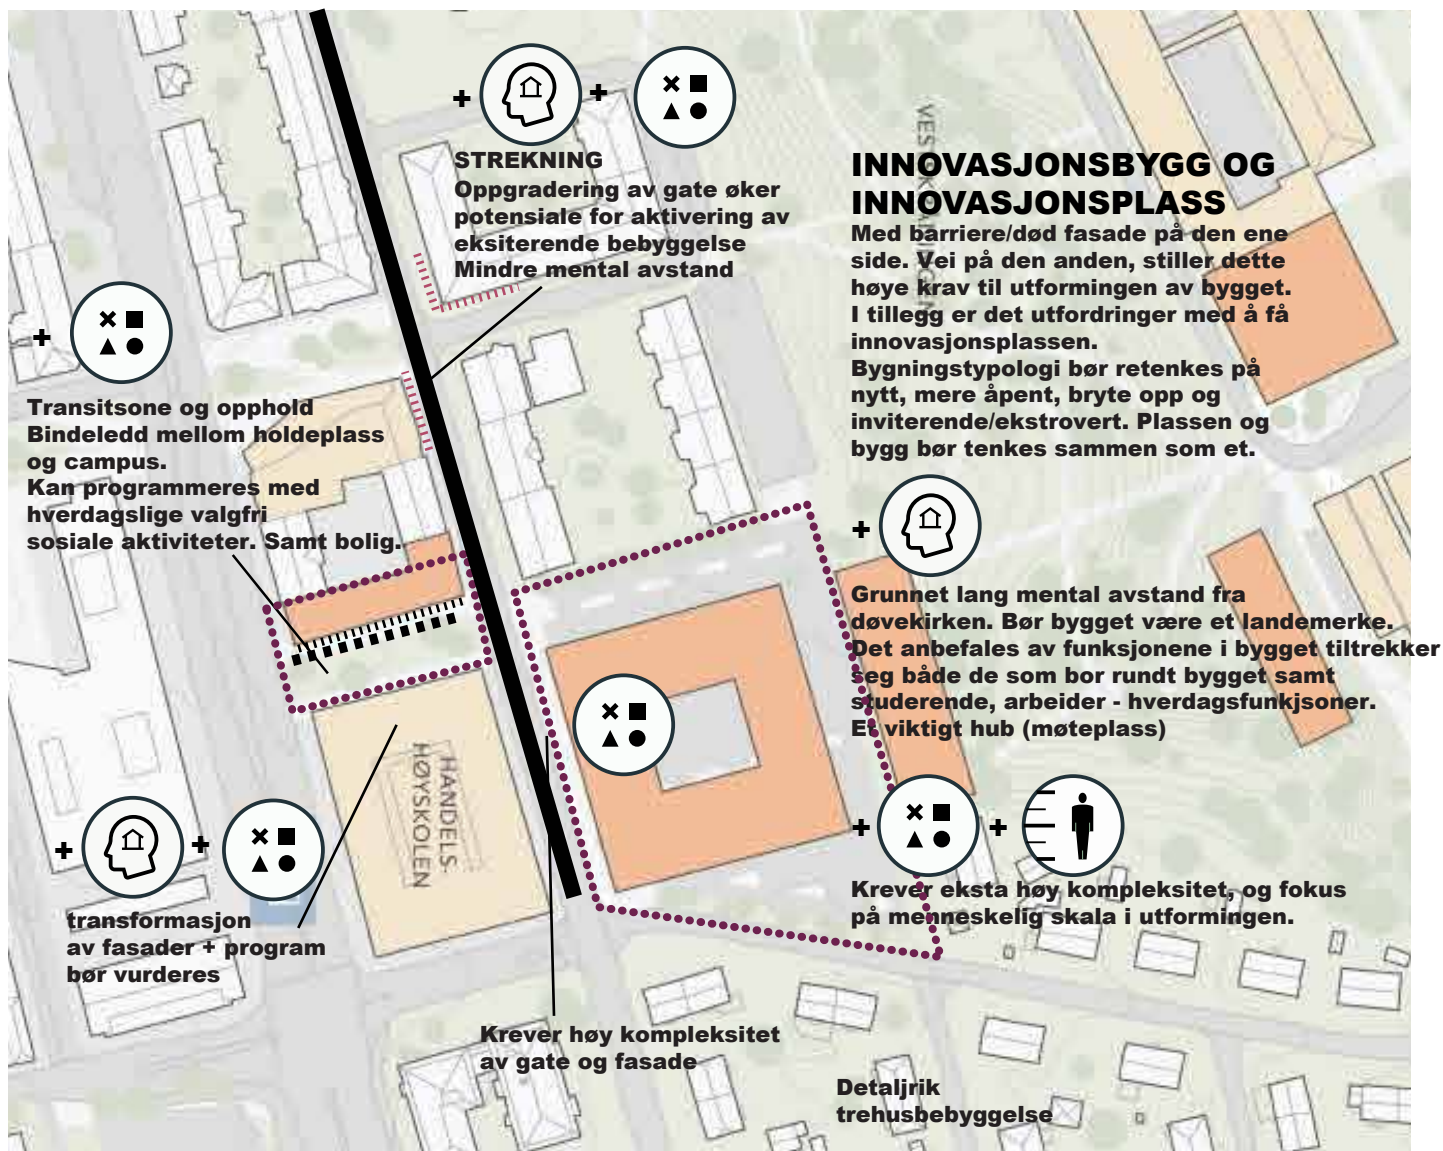 STREKNING
Oppgradering av gate øker
potensiale for aktivering av
eksiterende bebyggelse
Mindre mental avstand
INNOVASJONSBYGG OG
INNOVASJONSPLASS
Med barriere/død fasade på den ene
side. Vei på den anden, stiller dette
høye krav til utformingen av bygget.
I tillegg er det utfordringer med å få
innovasjonsplassen.
Bygningstypologi bør retenkes på
nytt, mere åpent, bryte opp og
inviterende/ekstrovert. Plassen og
bygg bør tenkes sammen som et.
Transitsone og opphold
Bindeledd mellom holdeplass
og campus.
Kan programmeres med
hverdagslige valgfri
sosiale aktiviteter. Samt bolig.
Grunnet lang mental avstand fra
døvekirken. Bør bygget være et landemerke.
Det anbefales av funksjonene i bygget tiltrekker
seg både de som bor rundt bygget samt
studerende, arbeider - hverdagsfunkjsoner.
Et viktigt hub (møteplass)
HANDELS-
HØYSKOLEN
Krever eksta høy kompleksitet, og fokus
på menneskelig skala i utformingen.
transformasjon
av fasader + program
bør vurderes
Krever høy kompleksitet
av gate og fasade
Detaljrik
trehusbebyggelse